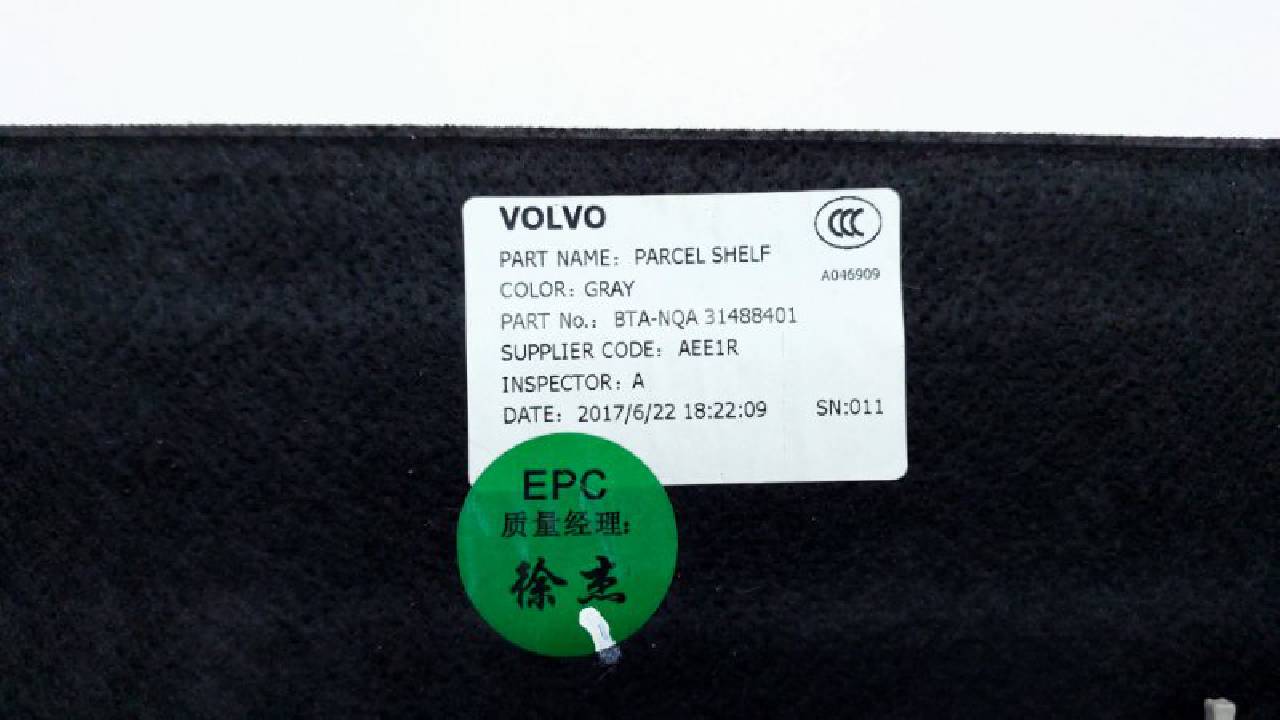 VOLVO
CCC
PART NAME: PARCEL SHELF
A046909
COLOR: GRAY
PART No.: BTA-NQA 31488401
SUPPLIER CODE: AEE1R
INSPECTOR: A
DATE: 2017/6/22 18:22:09 SN:011
EPC
质量经理:
徐杰